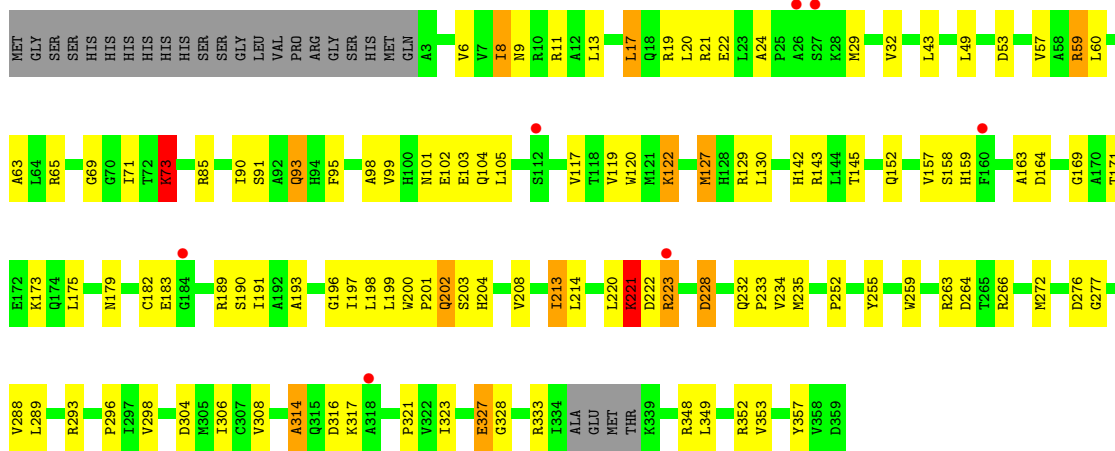 MET GLY SER SER HIS HIS HIS HIS HIS HIS SER SER GLY LEU VAL PRO ARG GLY SER HIS MET GLN A3 V6 V7 I8 N9 R10 R11 A12 L13 L17 Q18 R19 L20 R21 E22 L23 A24 P25 A26 S27 K28 M29 V32 L43 L49 D53 V57 A58 R59 L60
A63 L64 R65 G69 G70 I71 T72 K73 R85 I90 S91 A92 Q93 H94 F95 A98 V99 H100 N101 E102 E103 Q104 L105 S112 V117 T118 V119 W120 M121 K122 M127 H128 R129 L130 H142 R143 L144 T145 Q152 V157 S158 H159 F160 A163 D164 G169 A170 T171
E172 K173 Q174 L175 N179 C182 E183 G184 R189 S190 I191 A192 A193 G196 I197 L198 L199 W200 P201 Q202 S203 H204 V208 I213 L214 L220 K221 D222 R223 D228 Q232 P233 V234 M235 P252 Y255 W259 R263 D264 T265 R266 M272 D276 G277
V288 L289 R293 P296 I297 V298 D304 M305 I306 C307 V308 A314 Q315 D316 K317 A318 P321 V322 I323 E327 G328 R333 I334 ALA GLU MET THR K339 R348 L349 R352 V353 Y357 V358 D359